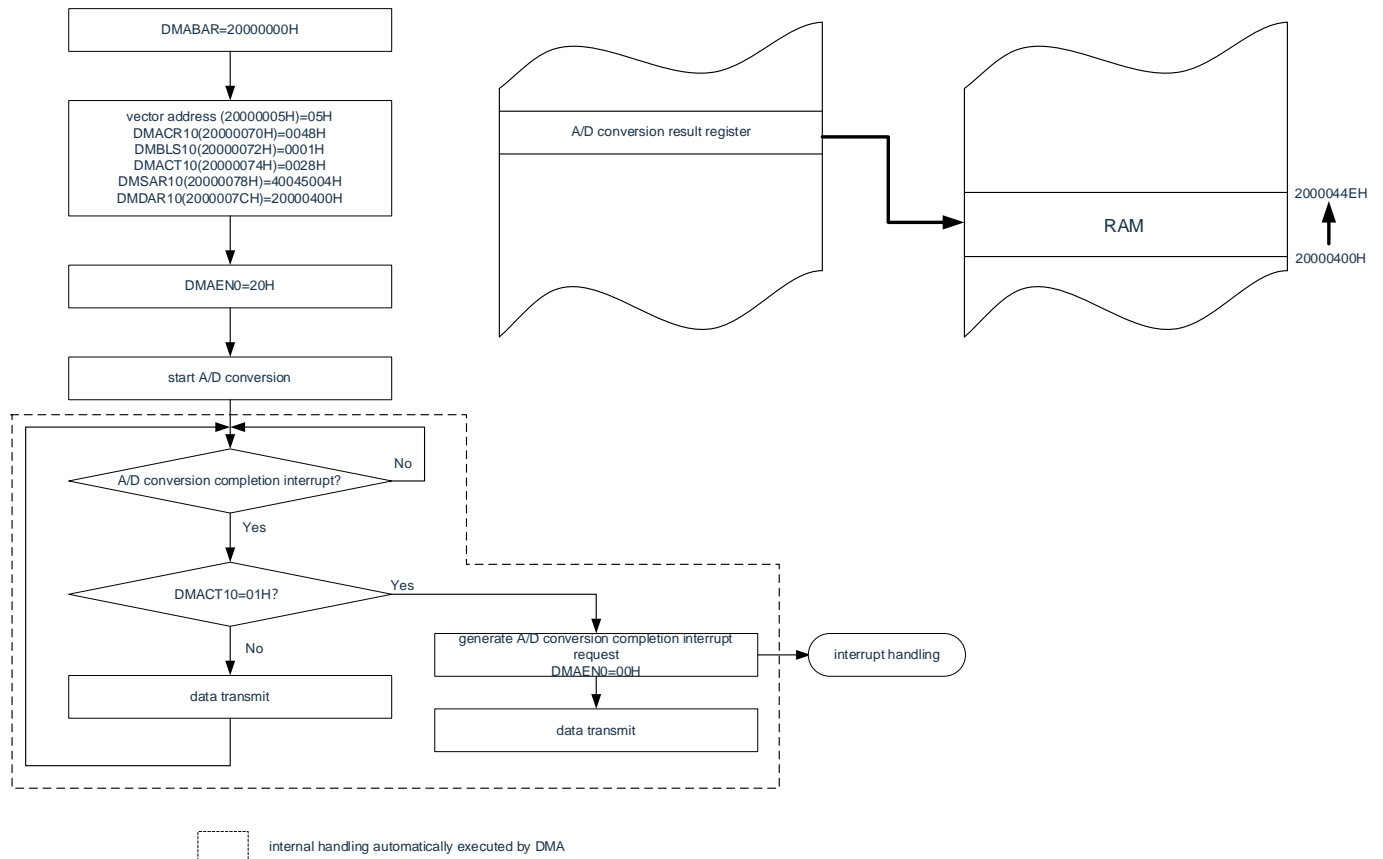 DMABAR=20000000H
vector address (20000005H)=05H
DMACR10(20000070H)=0048H
DMBLS10(20000072H)=0001H
DMACT10(20000074H)=0028H
DMSAR10(20000078H)=40045004H
DMDAR10(2000007CH)=20000400H
DMAEN0=20H
start A/D conversion
A/D conversion completion interrupt?
No
Yes
DMACT10=01H?
Yes
No
data transmit
generate A/D conversion completion interrupt
request
DMAEN0=00H
data transmit
interrupt handling
internal handling automatically executed by DMA
A/D conversion result register
RAM
2000044EH
20000400H